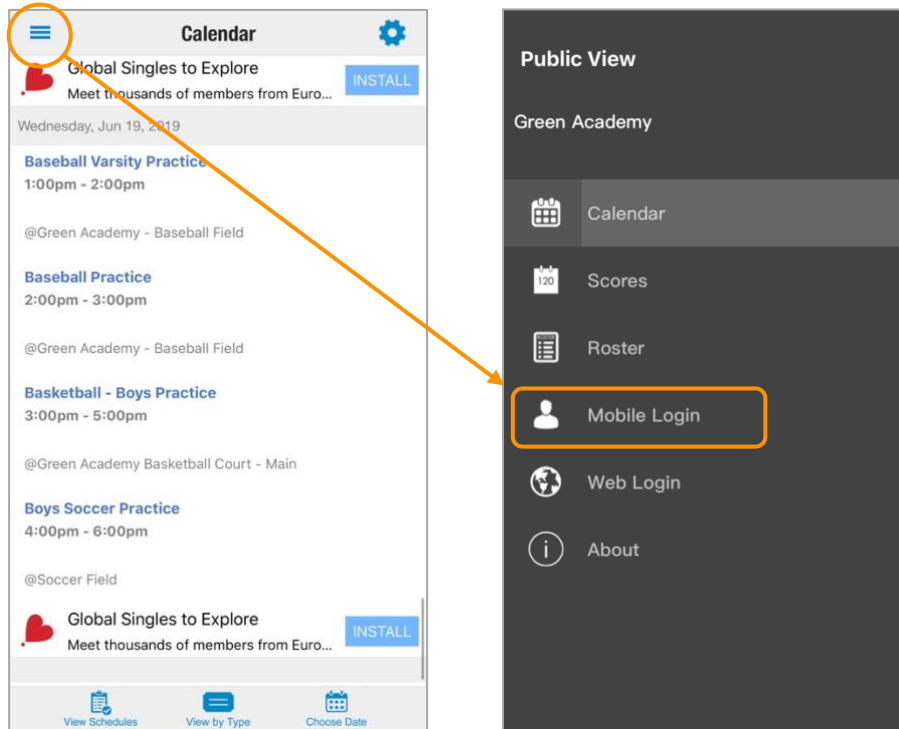 Calendar
Global Singles to Explore
Meet thousands of members from Euro...
INSTALL
Wednesday, Jun 19, 2019
Baseball Varsity Practice
1:00pm - 2:00pm
@Green Academy - Baseball Field
Baseball Practice
2:00pm - 3:00pm
@Green Academy - Baseball Field
Basketball - Boys Practice
3:00pm - 5:00pm
@Green Academy Basketball Court - Main
Boys Soccer Practice
4:00pm - 6:00pm
@Soccer Field
Global Singles to Explore
Meet thousands of members from Euro...
INSTALL
View Schedules
View by Type
Choose Date
Public View
Green Academy
Calendar
120
Scores
Roster
Mobile Login
Web Login
i
About